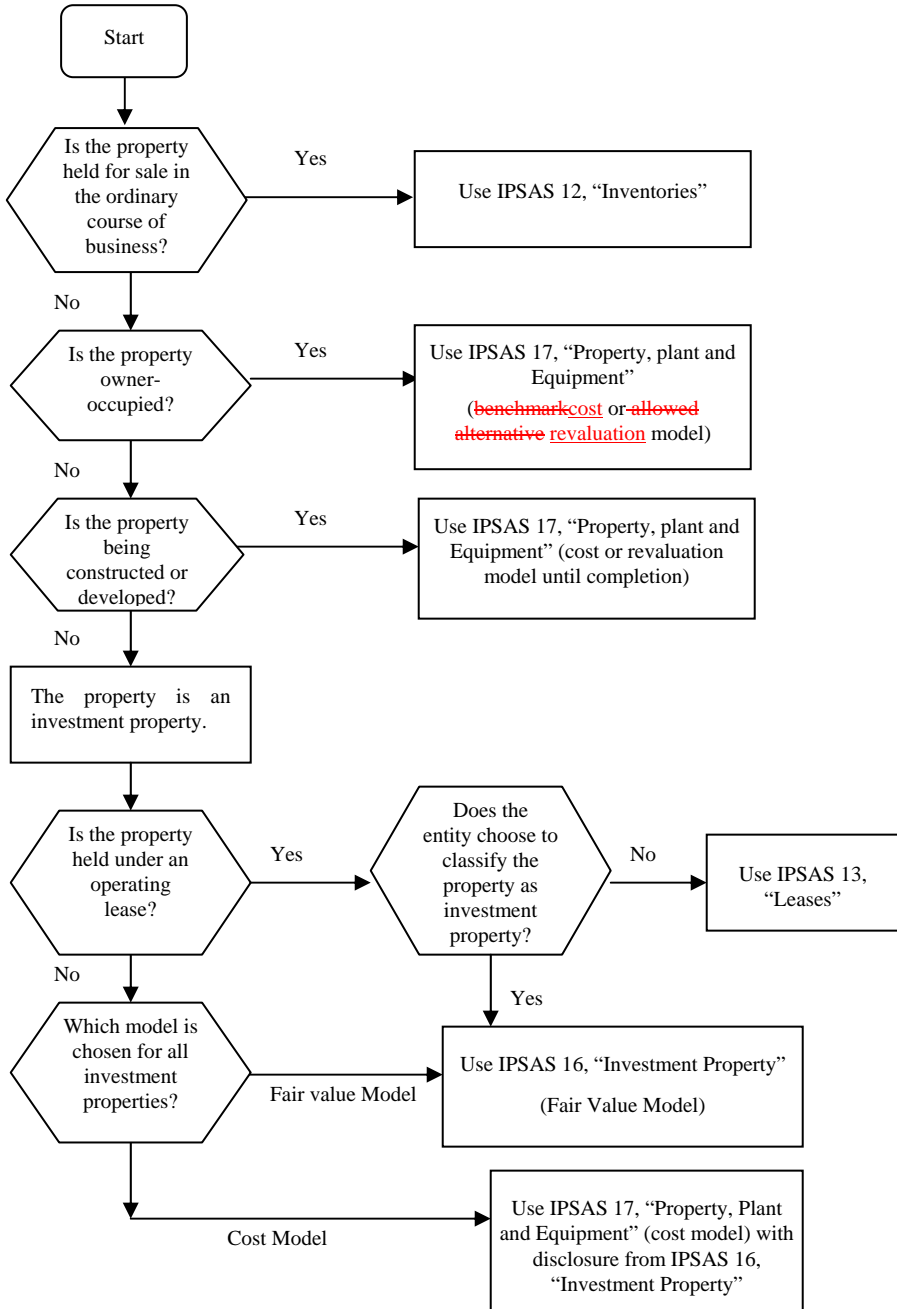 Start
Is the property
held for sale in
the ordinary
course of
business?
Yes
Use IPSAS 12, “Inventories”
No
Is the property
owner-
occupied?
Yes
Use IPSAS 17, “Property, plant and
Equipment”
(benchmarkcost or allowed
alternative revaluation model)
No
Is the property
being
constructed or
developed?
Yes
Use IPSAS 17, “Property, plant and
Equipment” (cost or revaluation
model until completion)
No
The property is an
investment property.
Is the property
held under an
operating
lease?
Yes
Does the
entity choose to
classify the
property as
investment
property?
No
Use IPSAS 13,
“Leases”
No
Yes
Which model is
chosen for all
investment
properties?
Fair value Model
Use IPSAS 16, “Investment Property”
(Fair Value Model)
Cost Model
Use IPSAS 17, “Property, Plant
and Equipment” (cost model) with
disclosure from IPSAS 16,
“Investment Property”